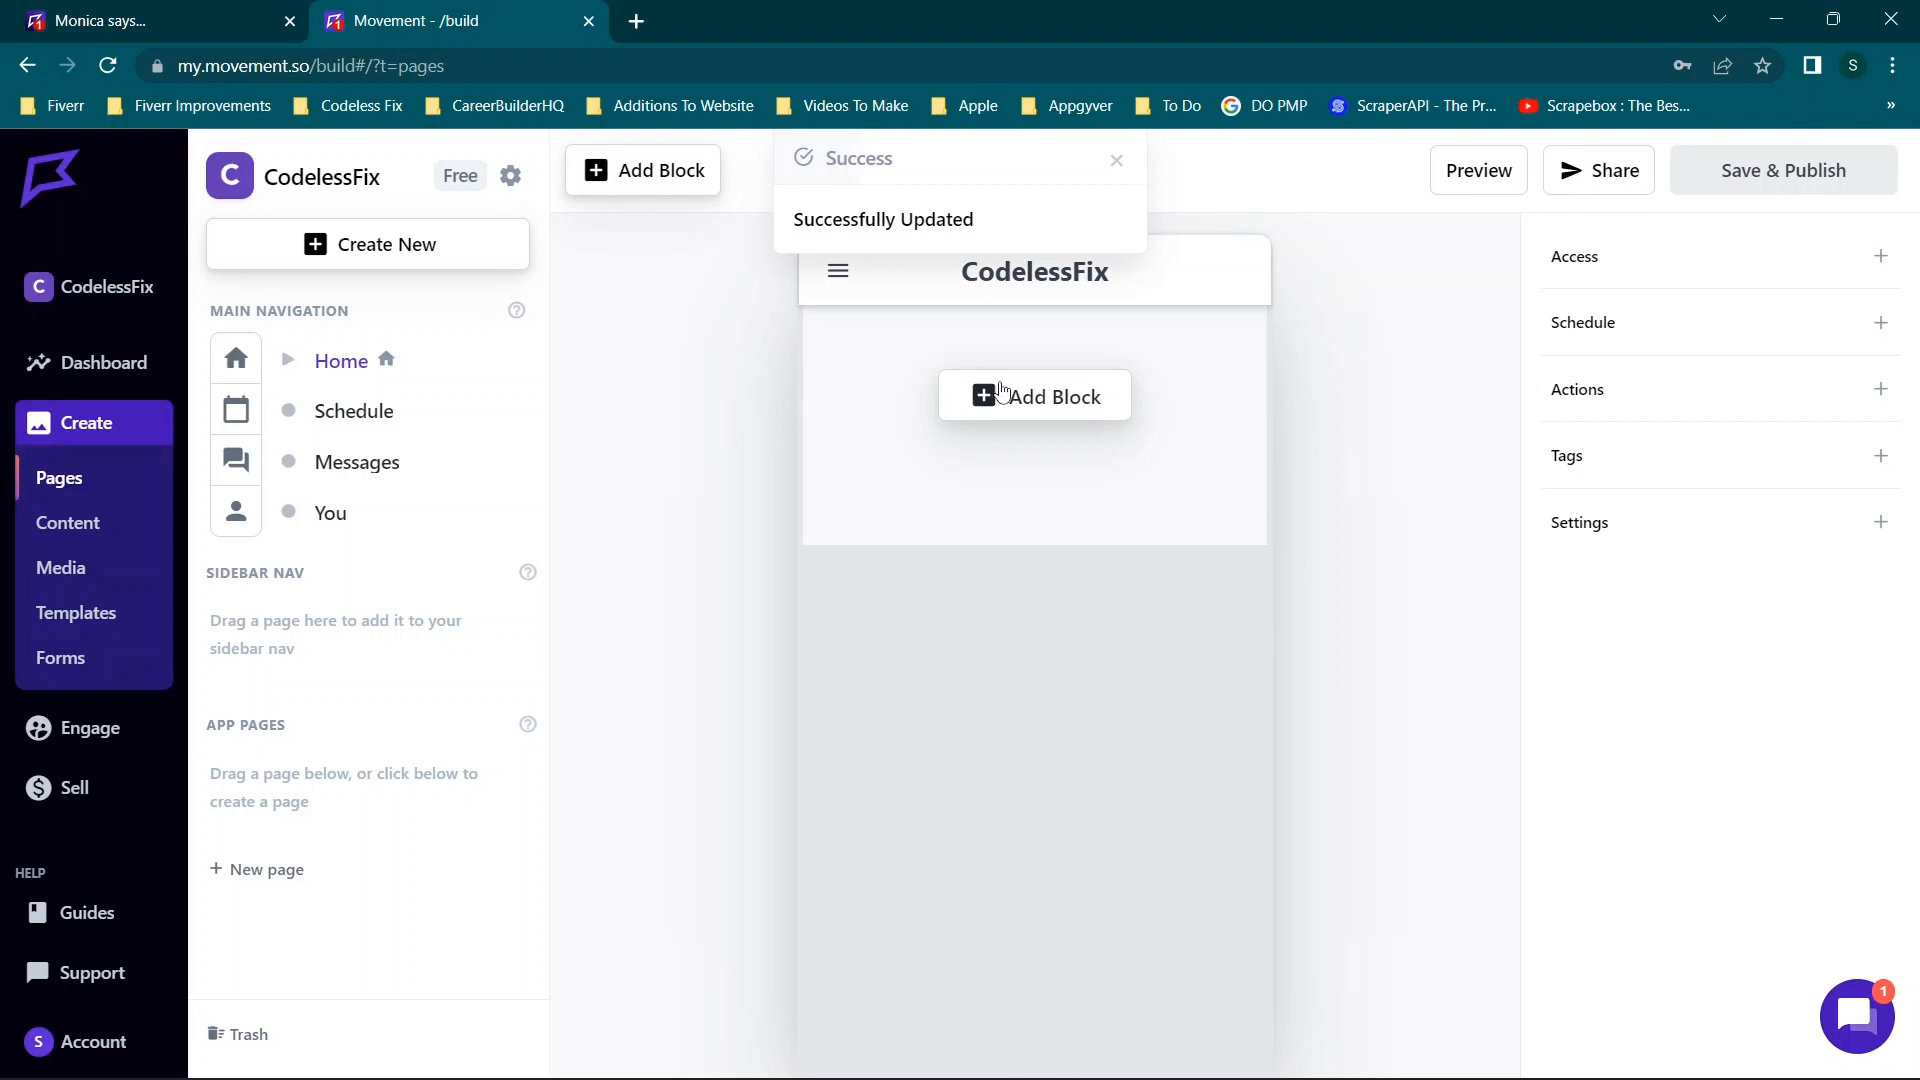 Monica says...
Movement - /build
my.movement.so/build#/?t=pages
S
Fiverr
Fiverr Improvements
Codeless Fix
CareerBuilderHQ
Additions To Website
Videos To Make
Apple
Appgyver
To Do
DO PMP
ScraperAPI - The Pr...
Scrapebox : The Bes...
»
C CodelessFix
Dashboard
Create
Pages
Content
Media
Templates
Forms
Engage
Sell
HELP
Guides
Support
S Account
C CodelessFix Free
Create New
MAIN NAVIGATION
Home
Schedule
Messages
You
SIDEBAR NAV
Drag a page here to add it to your
sidebar nav
APP PAGES
Drag a page below, or click below to
create a page
+ New page
Trash
Add Block
Success
Successfully Updated
Preview
Share
Save & Publish
CodelessFix
Add Block
Access
Schedule
Actions
Tags
Settings
1